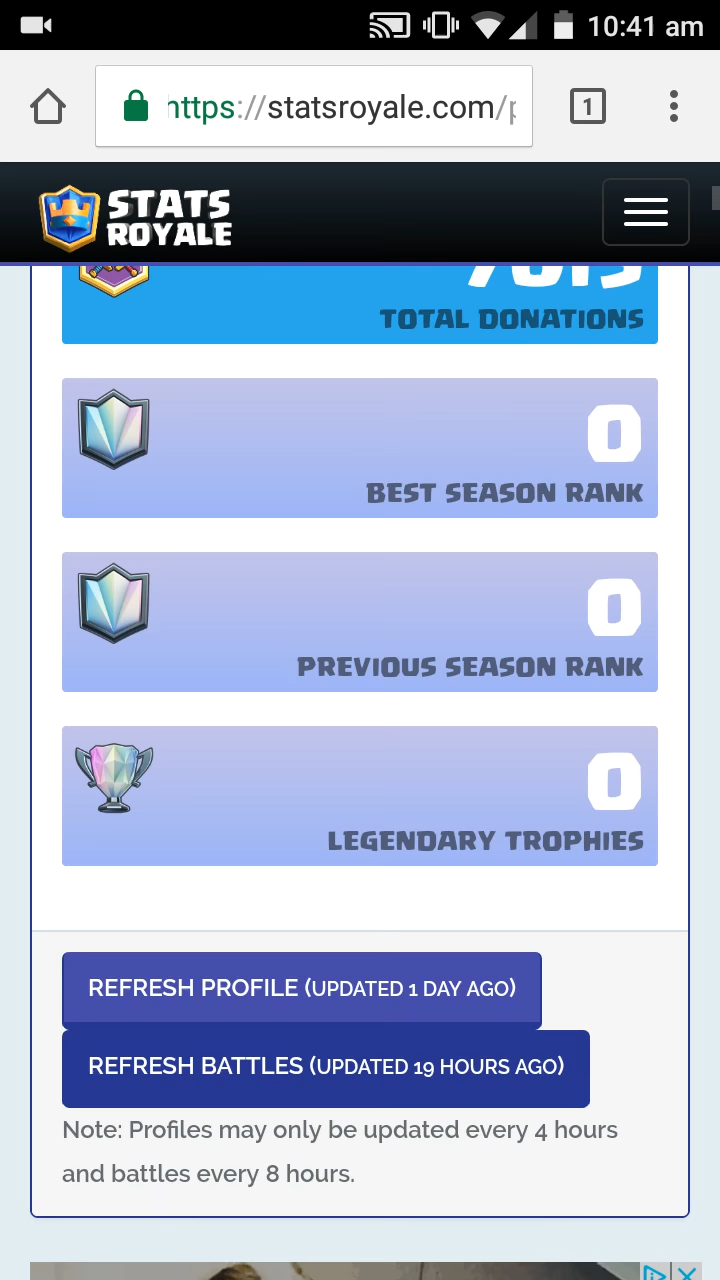 10:41 am
https://statsroyale.com/
1
STATS
ROYALE
TOTAL DONATIONS
0
BEST SEASON RANK
0
PREVIOUS SEASON RANK
0
LEGENDARY TROPHIES
REFRESH PROFILE (UPDATED 1 DAY AGO)
REFRESH BATTLES (UPDATED 19 HOURS AGO)
Note: Profiles may only be updated every 4 hours
and battles every 8 hours.